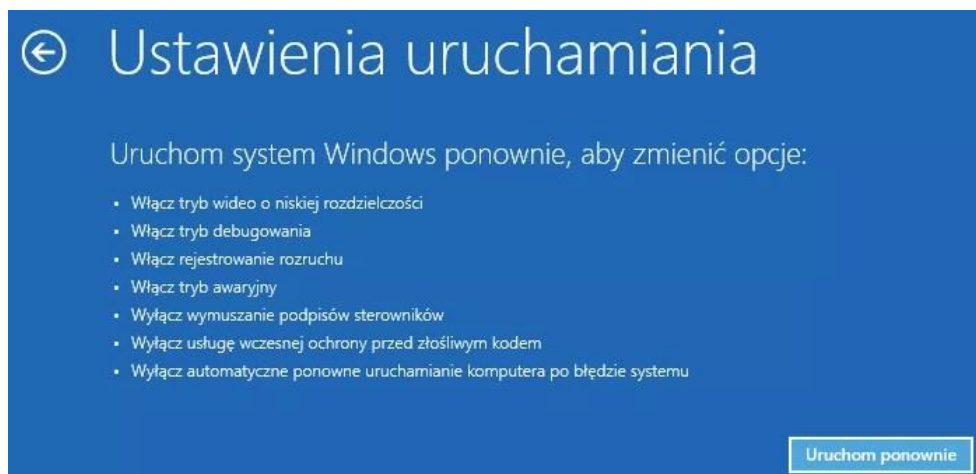 Ustawienia uruchamiania
Uruchom system Windows ponownie, aby zmienić opcje:
• Włącz tryb wideo o niskiej rozdzielczości
• Włącz tryb debugowania
• Włącz rejestrowanie rozruchu
• Włącz tryb awaryjny
• Wyłącz wymuszanie podpisów sterowników
• Wyłącz usługę wczesnej ochrony przed złośliwym kodem
• Wyłącz automatyczne ponowne uruchamianie komputera po błędzie systemu
Uruchom ponownie